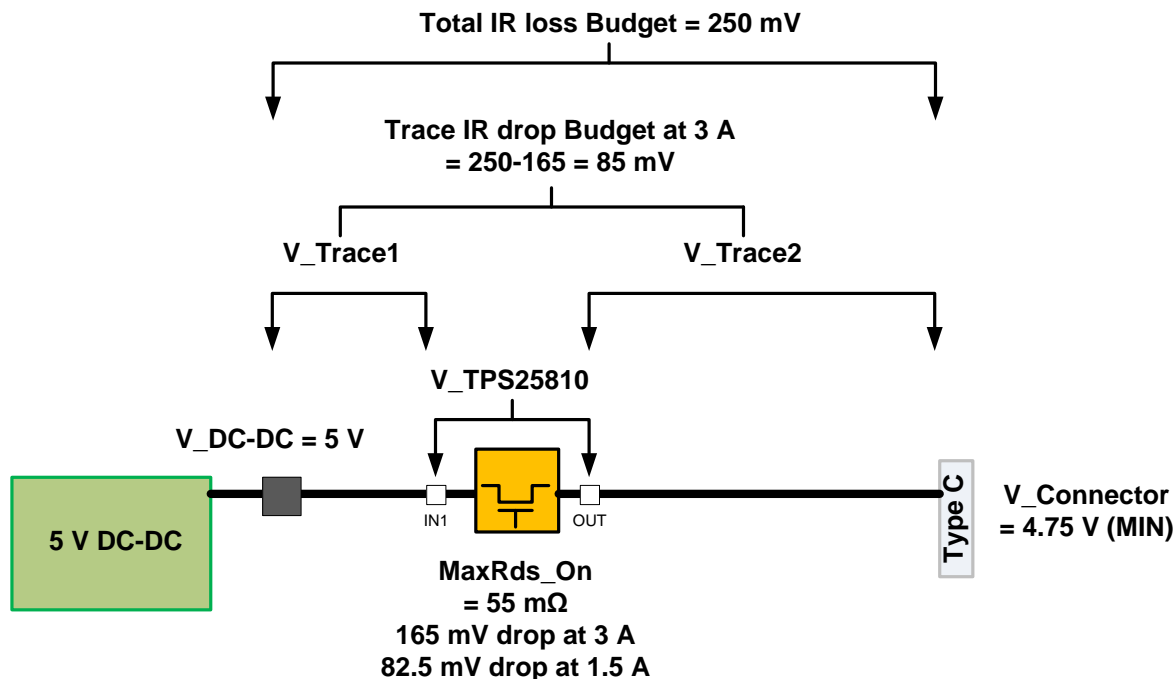 Total IR loss Budget = 250 mV
Trace IR drop Budget at 3 A
= 250-165 = 85 mV
V_Trace1
V_Trace2
V_TPS25810
V_DC-DC = 5 V
5 V DC-DC
IN1
OUT
Type C
V_Connector
= 4.75 V (MIN)
MaxRds_On
= 55 mΩ
165 mV drop at 3 A
82.5 mV drop at 1.5 A